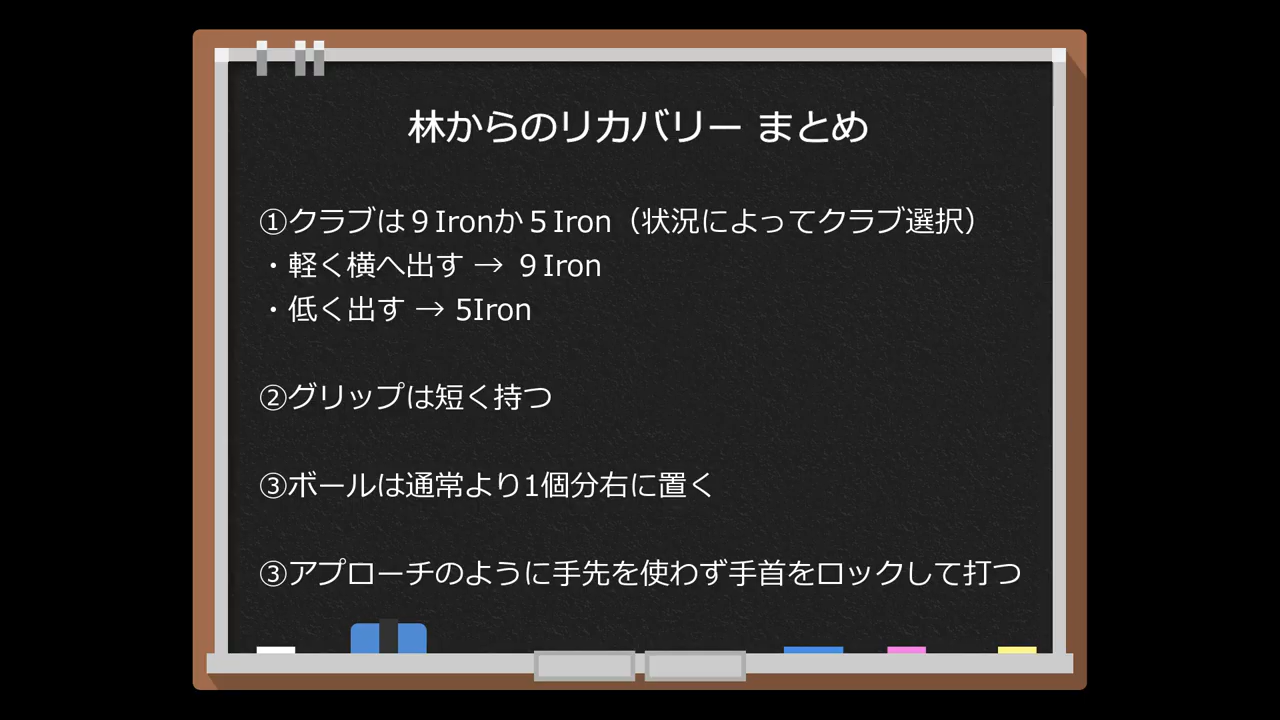 林からのリカバリー まとめ
①クラブは９Ironか５Iron（状況によってクラブ選択）
・軽く横へ出す → ９Iron
・低く出す → 5Iron
②グリップは短く持つ
③ボールは通常より1個分右に置く
③アプローチのように手先を使わず手首をロックして打つ